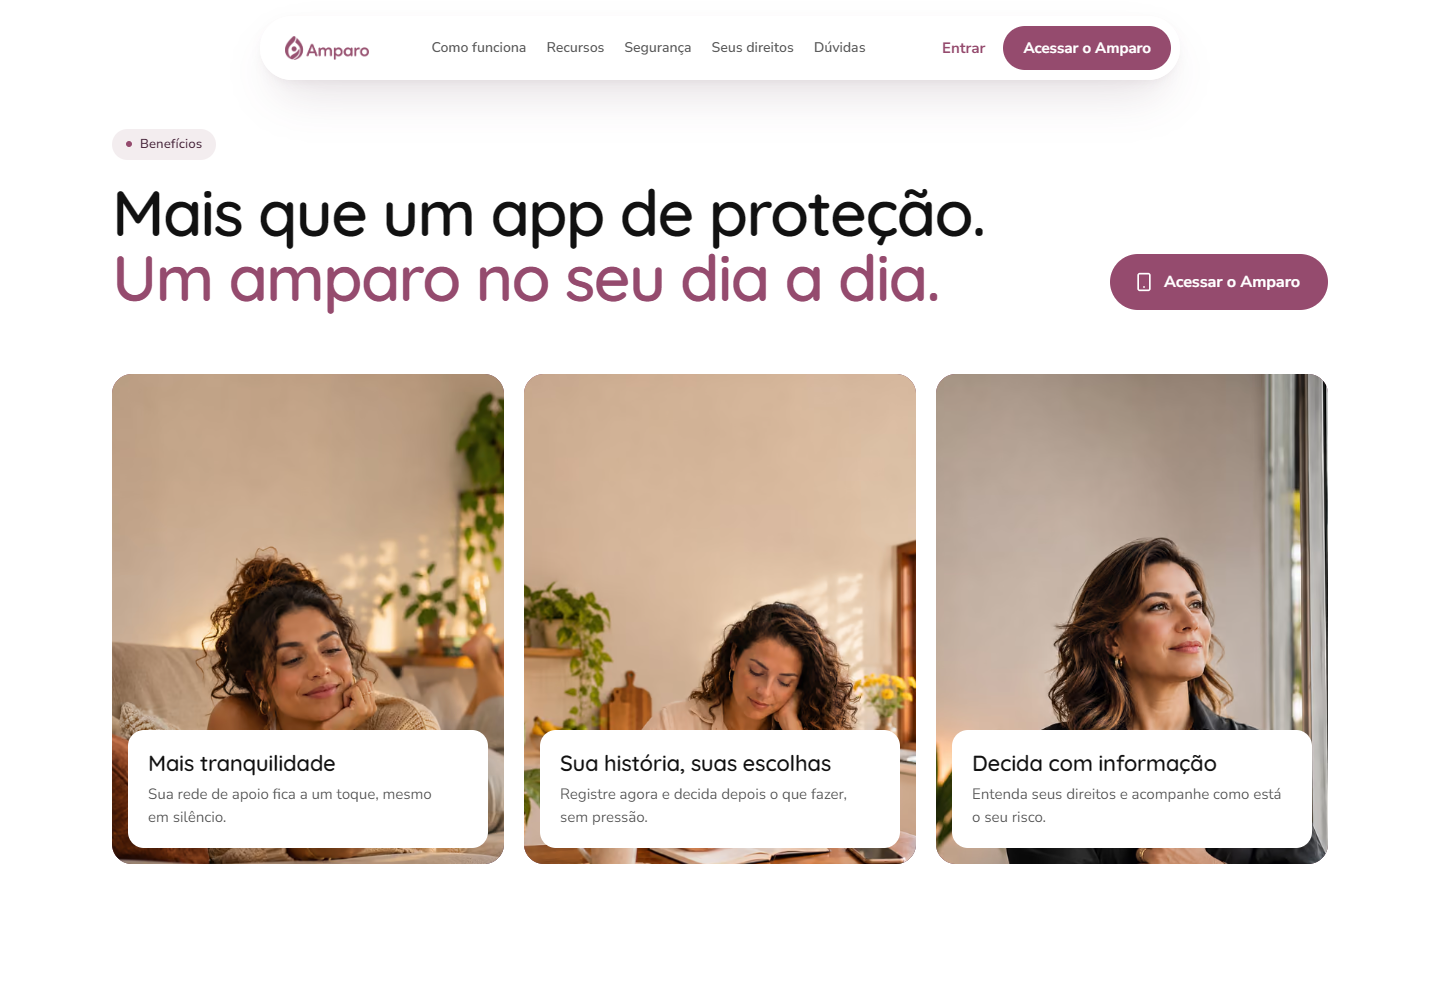 Amparo
Como funciona
Recursos
Segurança
Seus direitos
Dúvidas
Entrar
Acessar o Amparo
Benefícios
Mais que um app de proteção.
Um amparo no seu dia a dia.
Acessar o Amparo
Mais tranquilidade
Sua rede de apoio fica a um toque, mesmo
em silêncio.
Sua história, suas escolhas
Registre agora e decida depois o que fazer,
sem pressão.
Decida com informação
Entenda seus direitos e acompanhe como está
o seu risco.